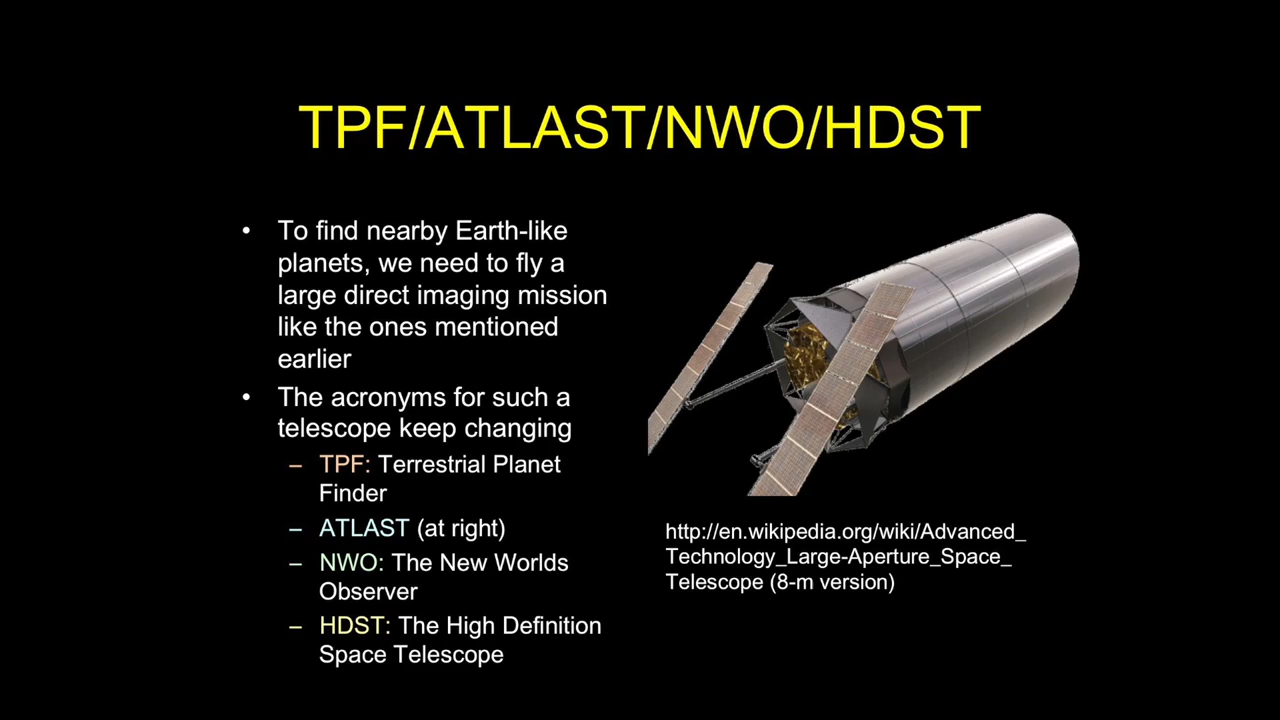 TPF/ATLAST/NWO/HDST
• To find nearby Earth-like
planets, we need to fly a
large direct imaging mission
like the ones mentioned
earlier
• The acronyms for such a
telescope keep changing
– TPF: Terrestrial Planet
Finder
– ATLAST (at right)
– NWO: The New Worlds
Observer
– HDST: The High Definition
Space Telescope
http://en.wikipedia.org/wiki/Advanced_
Technology_Large-Aperture_Space_
Telescope (8-m version)